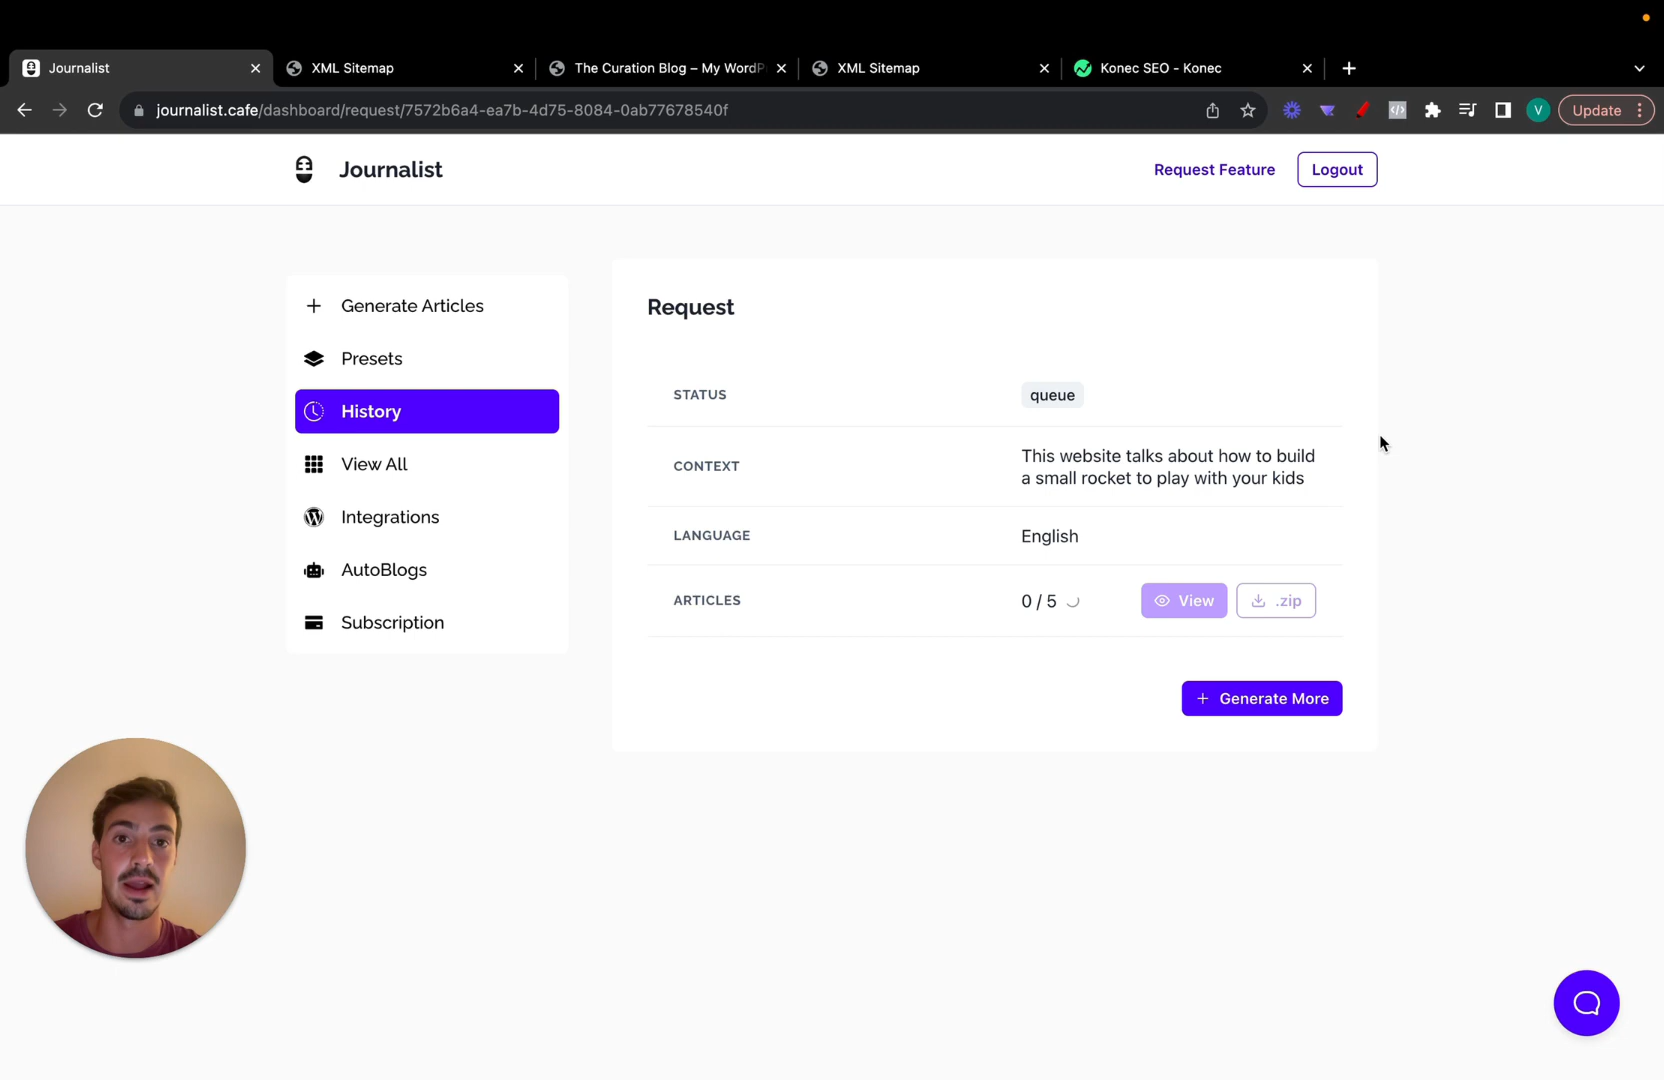 Journalist
XML Sitemap
The Curation Blog – My WordP
XML Sitemap
Konec SEO - Konec
journalist.cafe/dashboard/request/7572b6a4-ea7b-4d75-8084-0ab77678540f
V
Update
Journalist
Request Feature
Logout
Generate Articles
Presets
History
View All
Integrations
AutoBlogs
Subscription
Request
STATUS
queue
CONTEXT
This website talks about how to build
a small rocket to play with your kids
LANGUAGE
English
ARTICLES
0 / 5
View
.zip
+ Generate More